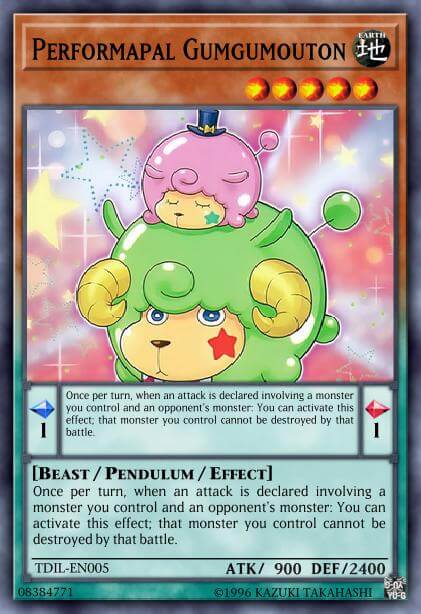 PERFORMAPAL GUMGUMOUTON
EARTH
地
Once per turn, when an attack is declared involving a monster
you control and an opponent's monster: You can activate this
effect; that monster you control cannot be destroyed by that
battle.
1
1
[BEAST / PENDULUM / EFFECT]
Once per turn, when an attack is declared involving a
monster you control and an opponent's monster: You can
activate this effect; that monster you control cannot be
destroyed by that battle.
TDIL-EN005
ATK/ 900 DEF/2400
08384771
©1996 KAZUKI TAKAHASHI